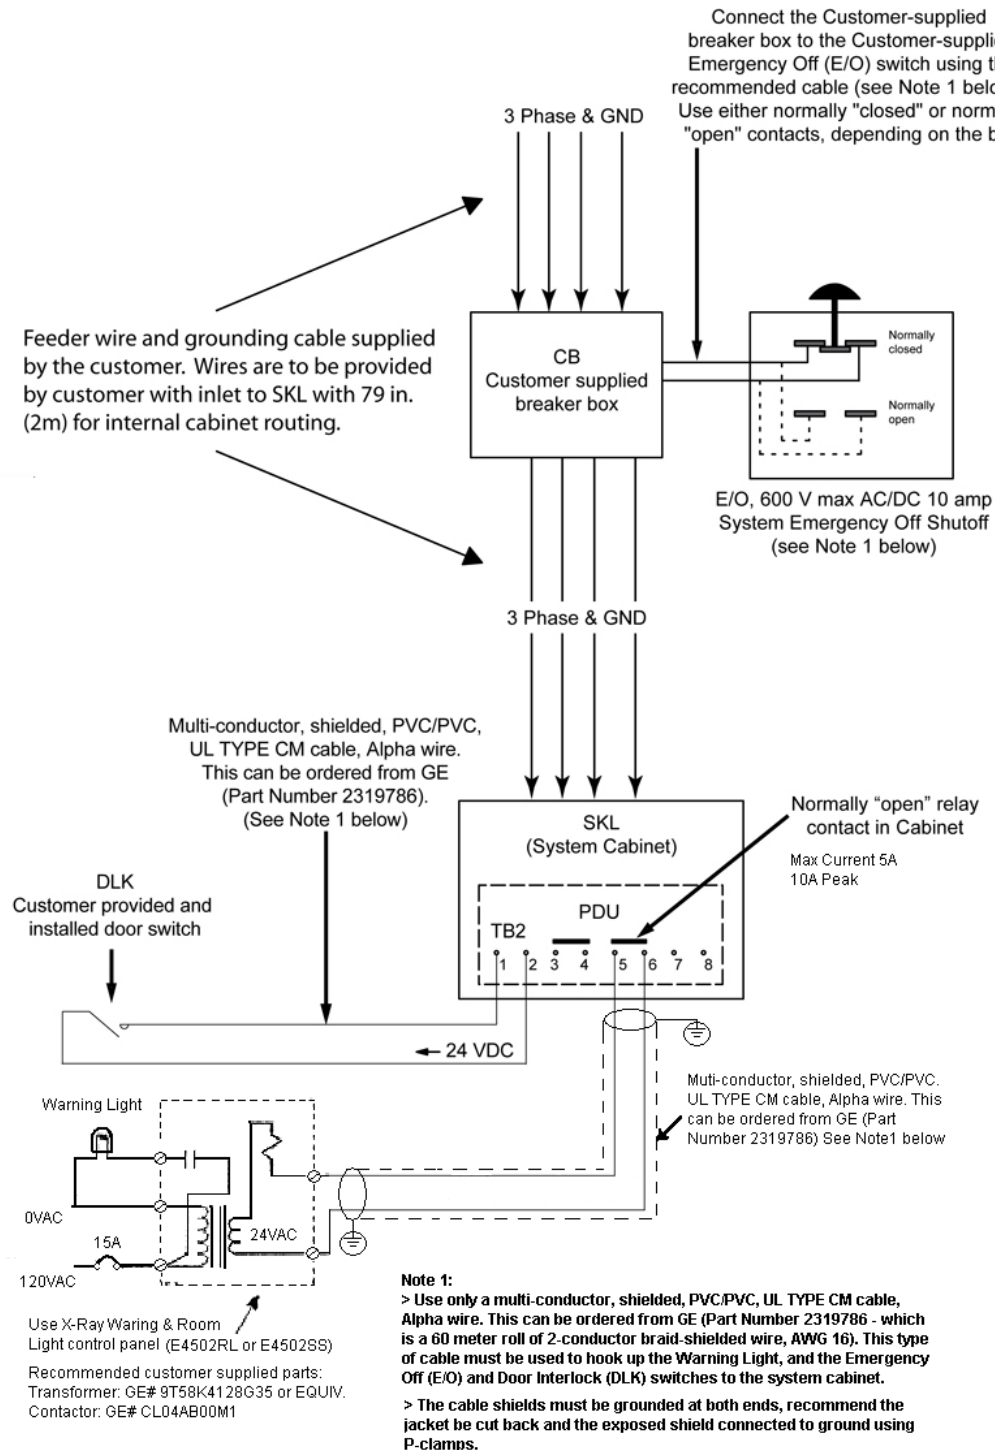 Connect the Customer-supplied
breaker box to the Customer-supplie
Emergency Off (E/O) switch using t
recommended cable (see Note 1 belo
Use either normally "closed" or norm
"open" contacts, depending on the b
3 Phase & GND
Feeder wire and grounding cable supplied
by the customer. Wires are to be provided
by customer with inlet to SKL with 79 in.
(2m) for internal cabinet routing.
CB
Customer supplied
breaker box
Normally
closed
Normally
open
E/O, 600 V max AC/DC 10 amp
System Emergency Off Shutoff
(see Note 1 below)
3 Phase & GND
Multi-conductor, shielded, PVC/PVC,
UL TYPE CM cable, Alpha wire.
This can be ordered from GE
(Part Number 2319786).
(See Note 1 below)
SKL
(System Cabinet)
Normally “open” relay
contact in Cabinet
Max Current 5A
10A Peak
DLK
Customer provided and
installed door switch
PDU
TB2
1 2 3 4 5 6 7 8
24 VDC
Muti-conductor, shielded, PVC/PVC.
UL TYPE CM cable, Alpha wire. This
can be ordered from GE (Part
Number 2319786) See Note1 below
Warning Light
0VAC
24VAC
15A
120VAC
Use X-Ray Waring & Room
Light control panel (E4502RL or E4502SS)
Recommended customer supplied parts:
Transformer: GE# 9T58K4128G35 or EQUIV.
Contactor: GE# CL04AB00M1
Note 1:
> Use only a multi-conductor, shielded, PVC/PVC, UL TYPE CM cable,
Alpha wire. This can be ordered from GE (Part Number 2319786 - which
is a 60 meter roll of 2-conductor braid-shielded wire, AWG 16). This type
of cable must be used to hook up the Warning Light, and the Emergency
Off (E/O) and Door Interlock (DLK) switches to the system cabinet.
> The cable shields must be grounded at both ends, recommend the
jacket be cut back and the exposed shield connected to ground using
P-clamps.